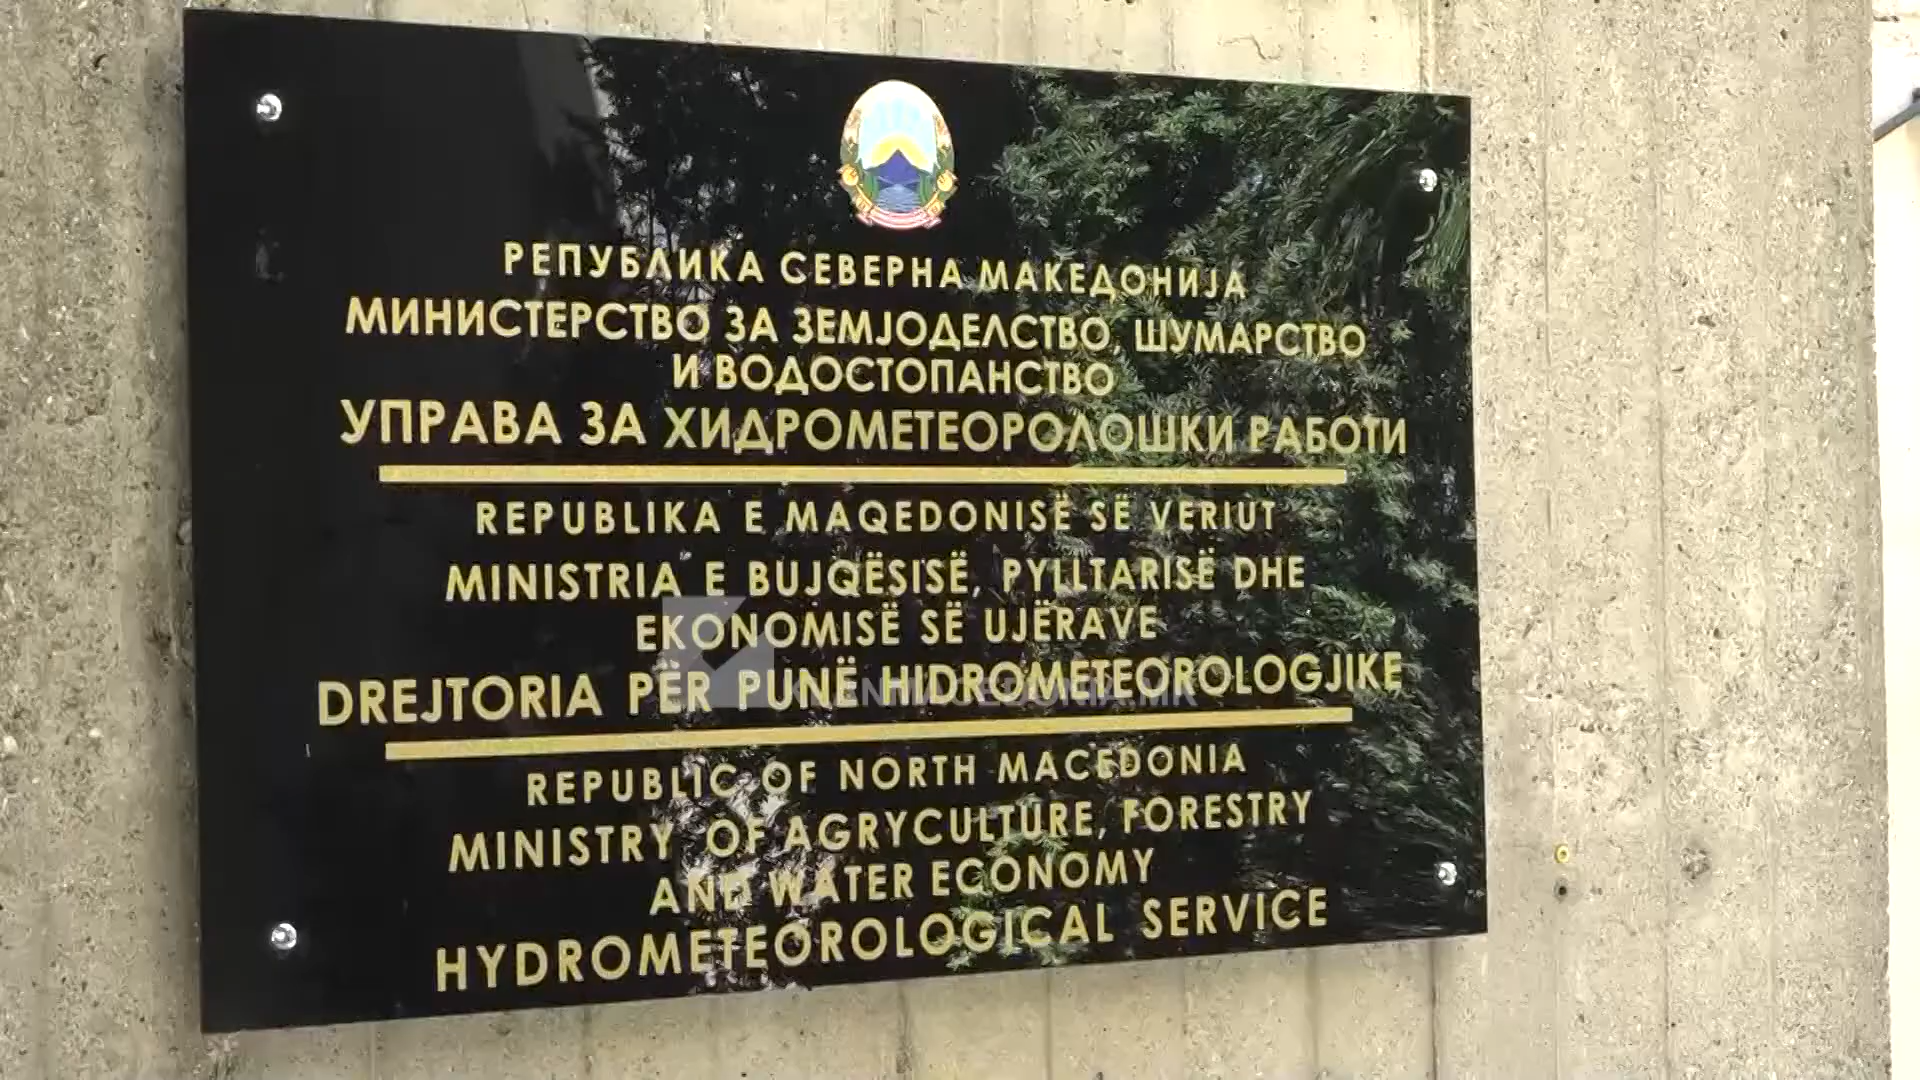 РЕПУБЛИКА СЕВЕРНА МАКЕДОНИЈА
МИНИСТЕРСТВО ЗА ЗЕМЈОДЕЛСТВО, ШУМАРСТВО
И ВОДОСТОПАНСТВО
УПРАВА ЗА ХИДРОМЕТЕОРОЛОШКИ РАБОТИ
REPUBLIKA E MAQEDONISË SË VERIUT
MINISTRIA E BUJQËSISË, PYLLTARISË DHE
EKONOMISË SË UJËRAVE
DREJTORIA PËR PUNË HIDROMETEOROLOGJIKE
REPUBLIC OF NORTH MACEDONIA
MINISTRY OF AGRYCULTURE, FORESTRY
AND WATER ECONOMY
HYDROMETEOROLOGICAL SERVICE